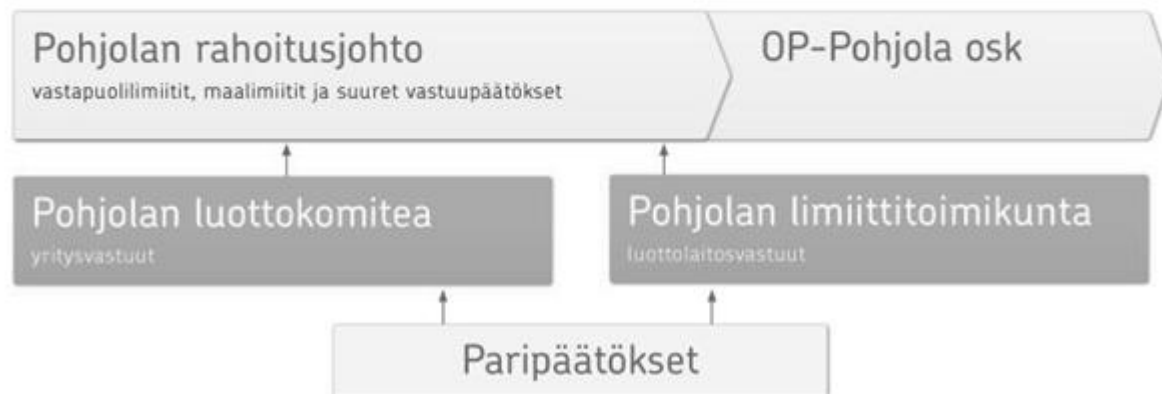 Pohjolan rahoitusjohto
vastapuolilimiitit, maalimiitit ja suuret vastuupäätökset
OP-Pohjola osk
Pohjolan luottokomitea
yritysvastuut
Pohjolan limiittitoimikunta
luottolaitosvastuut
Paripäätökset